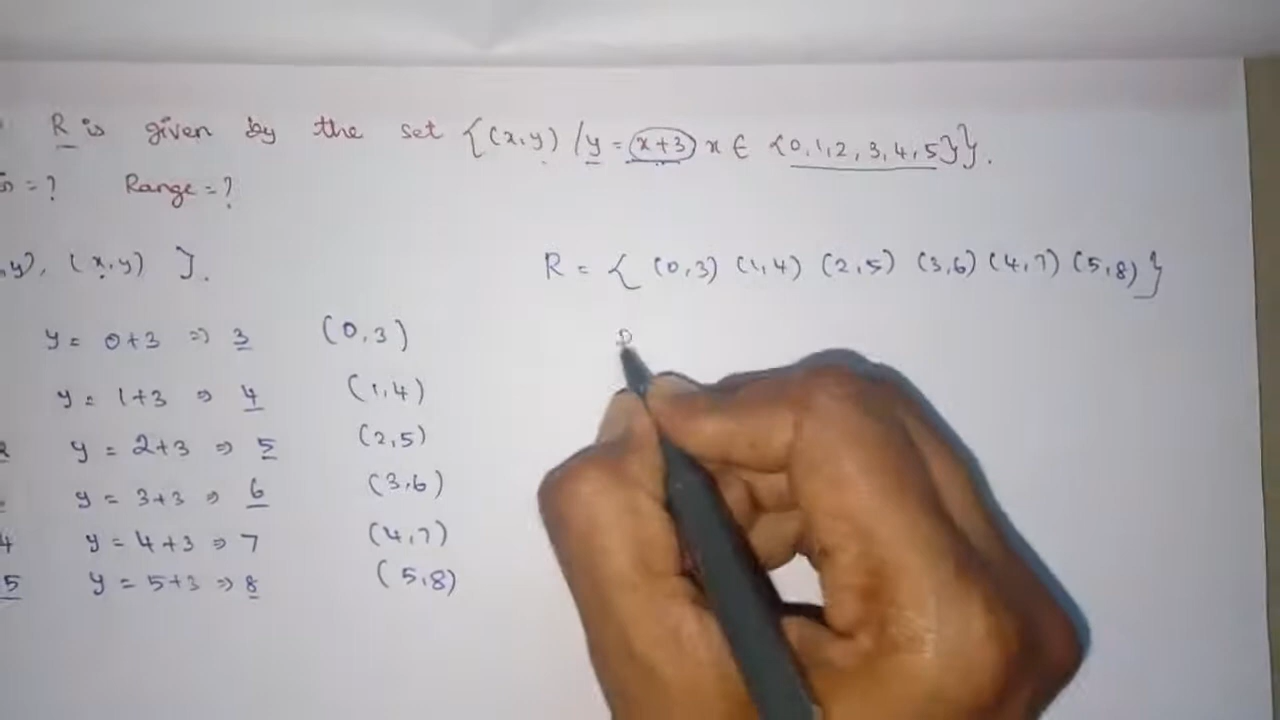 R is given by the set {(x,y) / y = x+3 x ∈ {0,1,2,3,4,5}}.
= ? Range = ?
,y), (x,y) }.
R = { (0,3) (1,4) (2,5) (3,6) (4,7) (5,8) }
y = 0+3 ⇒ 3 (0,3)
y = 1+3 ⇒ 4 (1,4)
2 y = 2+3 ⇒ 5 (2,5)
y = 3+3 ⇒ 6 (3,6)
4 y = 4+3 ⇒ 7 (4,7)
5 y = 5+3 ⇒ 8 (5,8)